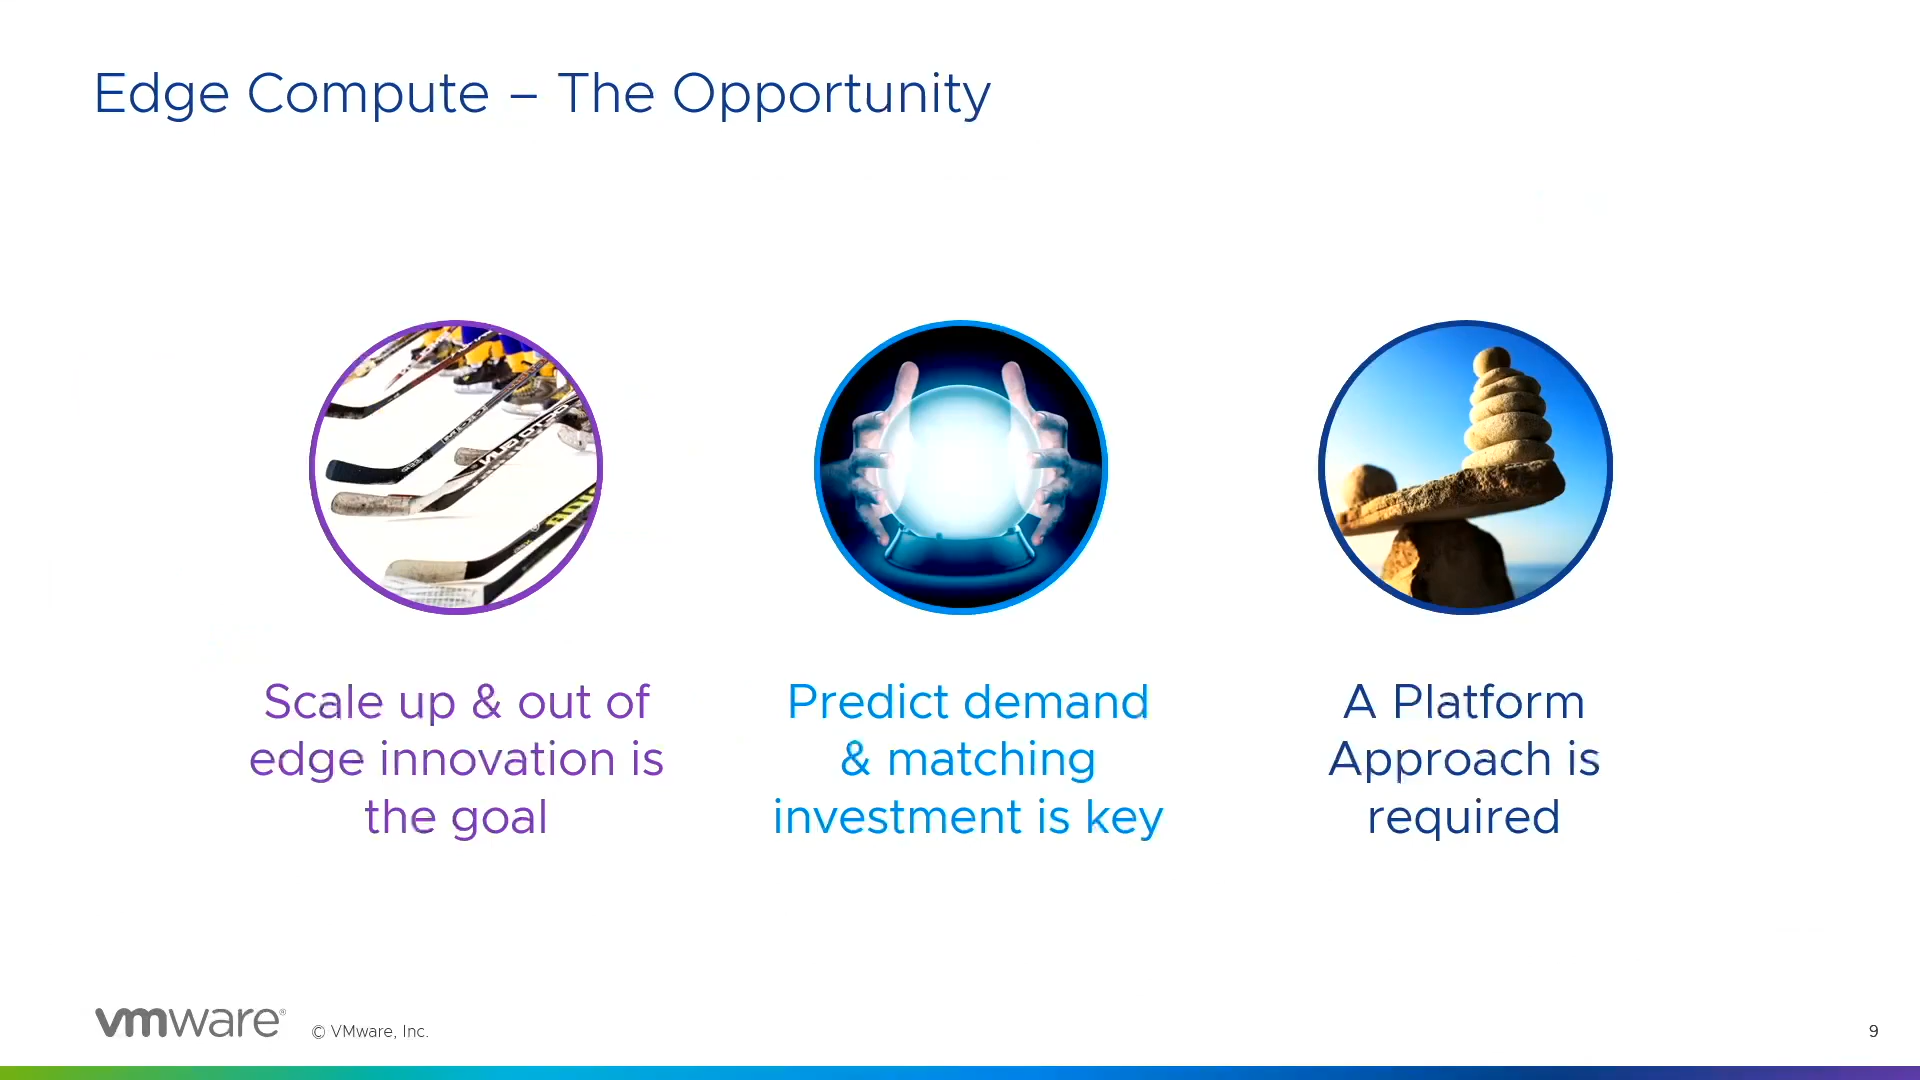 Edge Compute – The Opportunity
Scale up & out of
edge innovation is
the goal
Predict demand
& matching
investment is key
A Platform
Approach is
required
vmware®
© VMware, Inc.
9